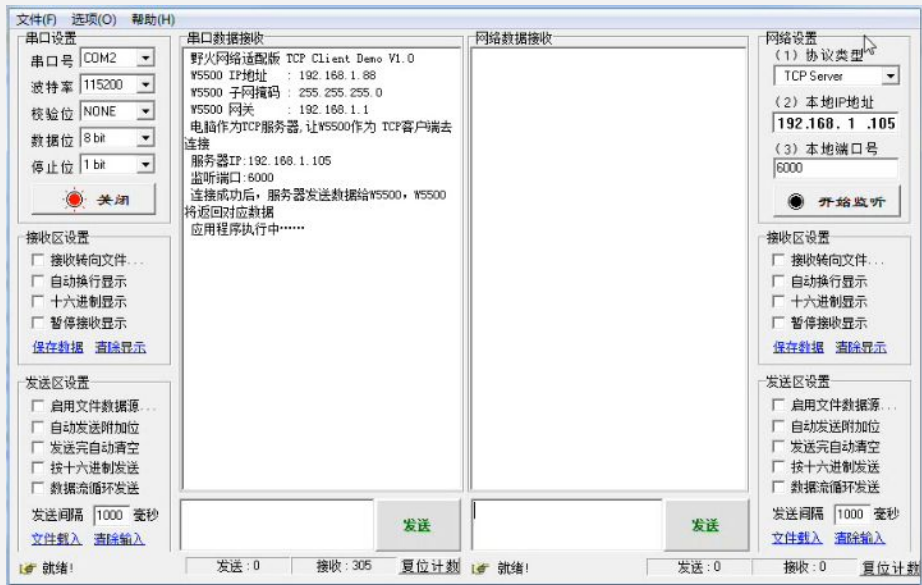 文件(F) 选项(O) 帮助(H)
串口设置
串口号 COM2
波特率 115200
校验位 NONE
数据位 8 bit
停止位 1 bit
关闭
接收区设置
接收转向文件...
自动换行显示
十六进制显示
暂停接收显示
保存数据 清除显示
发送区设置
启用文件数据源...
自动发送附加位
发送完自动清空
按十六进制发送
数据流循环发送
发送间隔 1000 毫秒
文件载入 清除输入
串口数据接收
野火网络适配版 TCP Client Demo V1.0
W5500 IP地址 : 192.168.1.88
W5500 子网掩码 : 255.255.255.0
W5500 网关 : 192.168.1.1
电脑作为TCP服务器,让W5500作为 TCP客户端去
连接
服务器IP:192.168.1.105
监听端口:6000
连接成功后，服务器发送数据给W5500，W5500
将返回对应数据
应用程序执行中……
发送
网络数据接收
发送
网络设置
(1) 协议类型
TCP Server
(2) 本地IP地址
192.168. 1 .105
(3) 本地端口号
6000
开始监听
接收区设置
接收转向文件...
自动换行显示
十六进制显示
暂停接收显示
保存数据 清除显示
发送区设置
启用文件数据源...
自动发送附加位
发送完自动清空
按十六进制发送
数据流循环发送
发送间隔 1000 毫秒
文件载入 清除输入
就绪! 发送:0 接收:305 复位计数 就绪! 发送:0 接收:0 复位计数